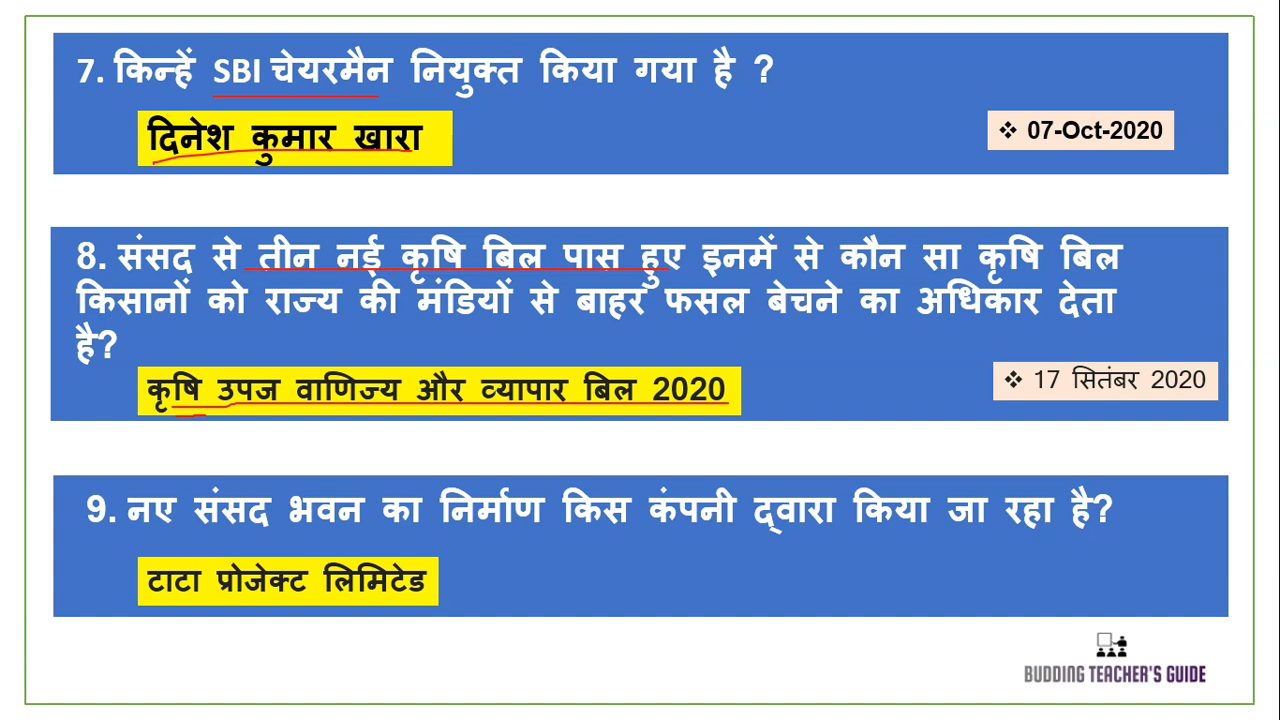 7. किन्हें SBI चेयरमैन नियुक्त किया गया है ?
दिनेश कुमार खारा
❖ 07-Oct-2020
8. संसद से तीन नई कृषि बिल पास हुए इनमें से कौन सा कृषि बिल
किसानों को राज्य की मंडियों से बाहर फसल बेचने का अधिकार देता
है?
कृषि उपज वाणिज्य और व्यापार बिल 2020
❖ 17 सितंबर 2020
9. नए संसद भवन का निर्माण किस कंपनी द्वारा किया जा रहा है?
टाटा प्रोजेक्ट लिमिटेड
BUDDING TEACHER'S GUIDE